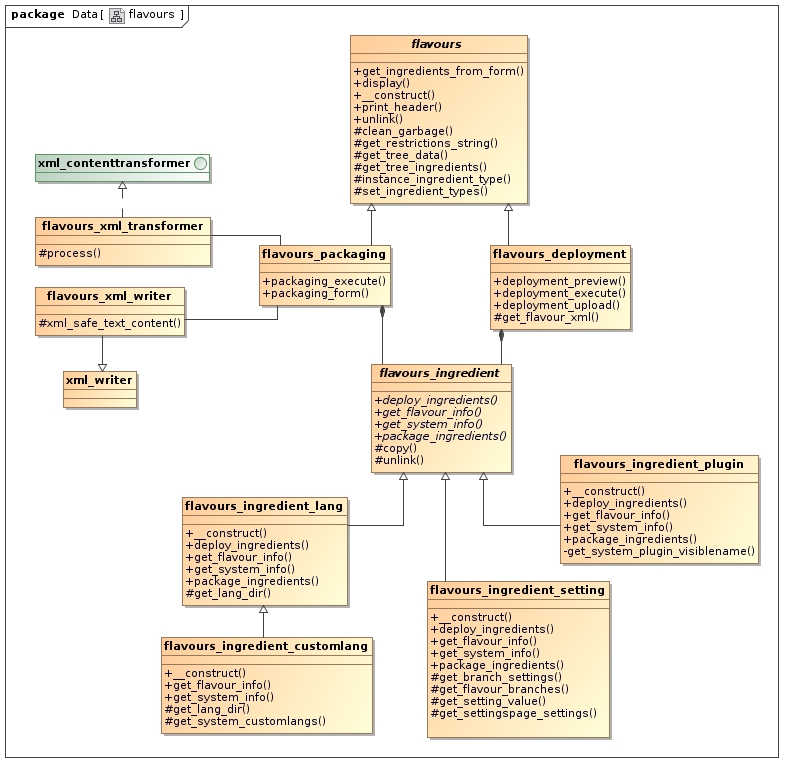 package Data[ flavours ]
flavours
+get_ingredients_from_form()
+display()
+__construct()
+print_header()
+unlink()
#clean_garbage()
#get_restrictions_string()
#get_tree_data()
#get_tree_ingredients()
#instance_ingredient_type()
#set_ingredient_types()
xml_contenttransformer
flavours_xml_transformer
#process()
flavours_packaging
+packaging_execute()
+packaging_form()
flavours_deployment
+deployment_preview()
+deployment_execute()
+deployment_upload()
#get_flavour_xml()
flavours_xml_writer
#xml_safe_text_content()
xml_writer
flavours_ingredient
+deploy_ingredients()
+get_flavour_info()
+get_system_info()
+package_ingredients()
#copy()
#unlink()
flavours_ingredient_plugin
+__construct()
+deploy_ingredients()
+get_flavour_info()
+get_system_info()
+package_ingredients()
-get_system_plugin_visiblename()
flavours_ingredient_lang
+__construct()
+deploy_ingredients()
+get_flavour_info()
+get_system_info()
+package_ingredients()
#get_lang_dir()
flavours_ingredient_setting
+__construct()
+deploy_ingredients()
+get_flavour_info()
+get_system_info()
+package_ingredients()
#get_branch_settings()
#get_flavour_branches()
#get_setting_value()
#get_settingspage_settings()
flavours_ingredient_customlang
+__construct()
+get_flavour_info()
+get_system_info()
#get_lang_dir()
#get_system_customlangs()